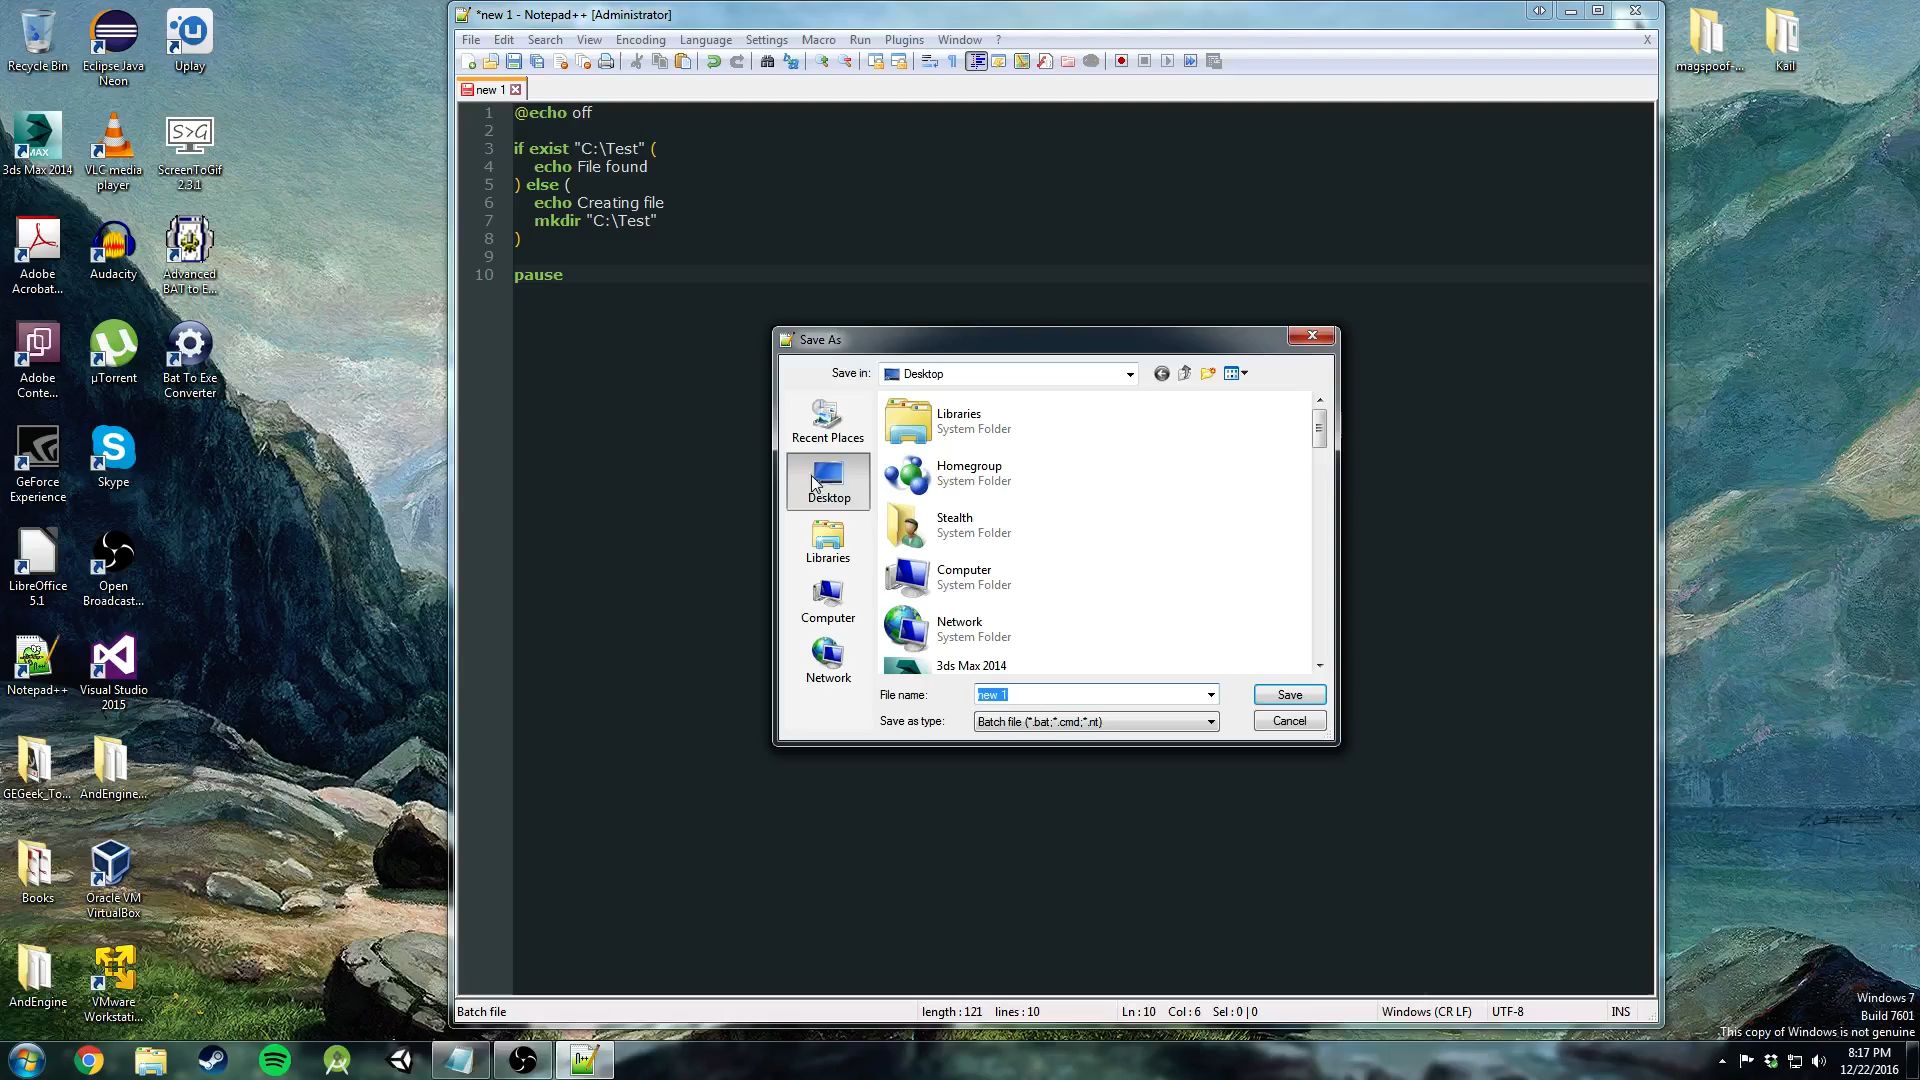 *new 1 - Notepad++ [Administrator]
File Edit Search View Encoding Language Settings Macro Run Plugins Window ?
X
new 1
1 @echo off
2
3 if exist "C:\Test" (
4 echo File found
5 ) else (
6 echo Creating file
7 mkdir "C:\Test"
8 )
9
10 pause
Save As
Save in: Desktop
Recent Places
Desktop
Libraries
Computer
Network
Libraries
System Folder
Homegroup
System Folder
Stealth
System Folder
Computer
System Folder
Network
System Folder
3ds Max 2014
File name: new 1
Save
Save as type: Batch file (*.bat;*.cmd;*.nt)
Cancel
Batch file
length : 121 lines : 10
Ln : 10 Col : 6 Sel : 0 | 0
Windows (CR LF)
UTF-8
INS
Recycle Bin
Eclipse Java
Neon
Uplay
MAX
3ds Max 2014
VLC media
player
S>G
ScreenToGif
2.3.1
Adobe
Acrobat...
Audacity
Advanced
BAT to E...
Adobe
Conte...
µTorrent
Bat To Exe
Converter
GeForce
Experience
Skype
LibreOffice
5.1
Open
Broadcast...
Notepad++
Visual Studio
2015
GEGeek_To...
AndEngine...
Books
Oracle VM
VirtualBox
AndEngine
VMware
Workstati...
magspoof-...
Kail
Windows 7
Build 7601
This copy of Windows is not genuine
8:17 PM
12/22/2016